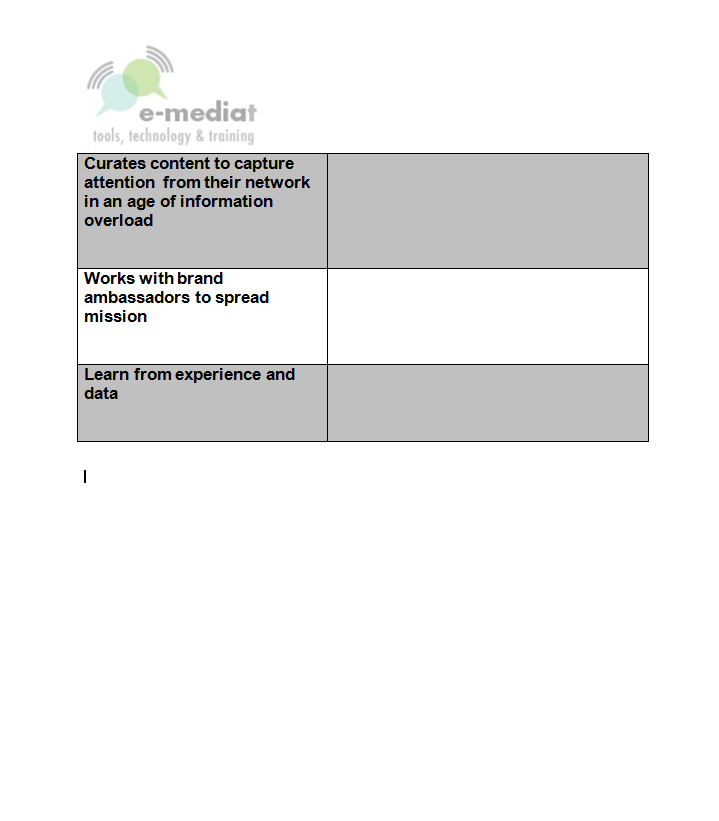 e-mediat
tools, technology & training
Curates content to capture
attention from their network
in an age of information
overload
Works with brand
ambassadors to spread
mission
Learn from experience and
data